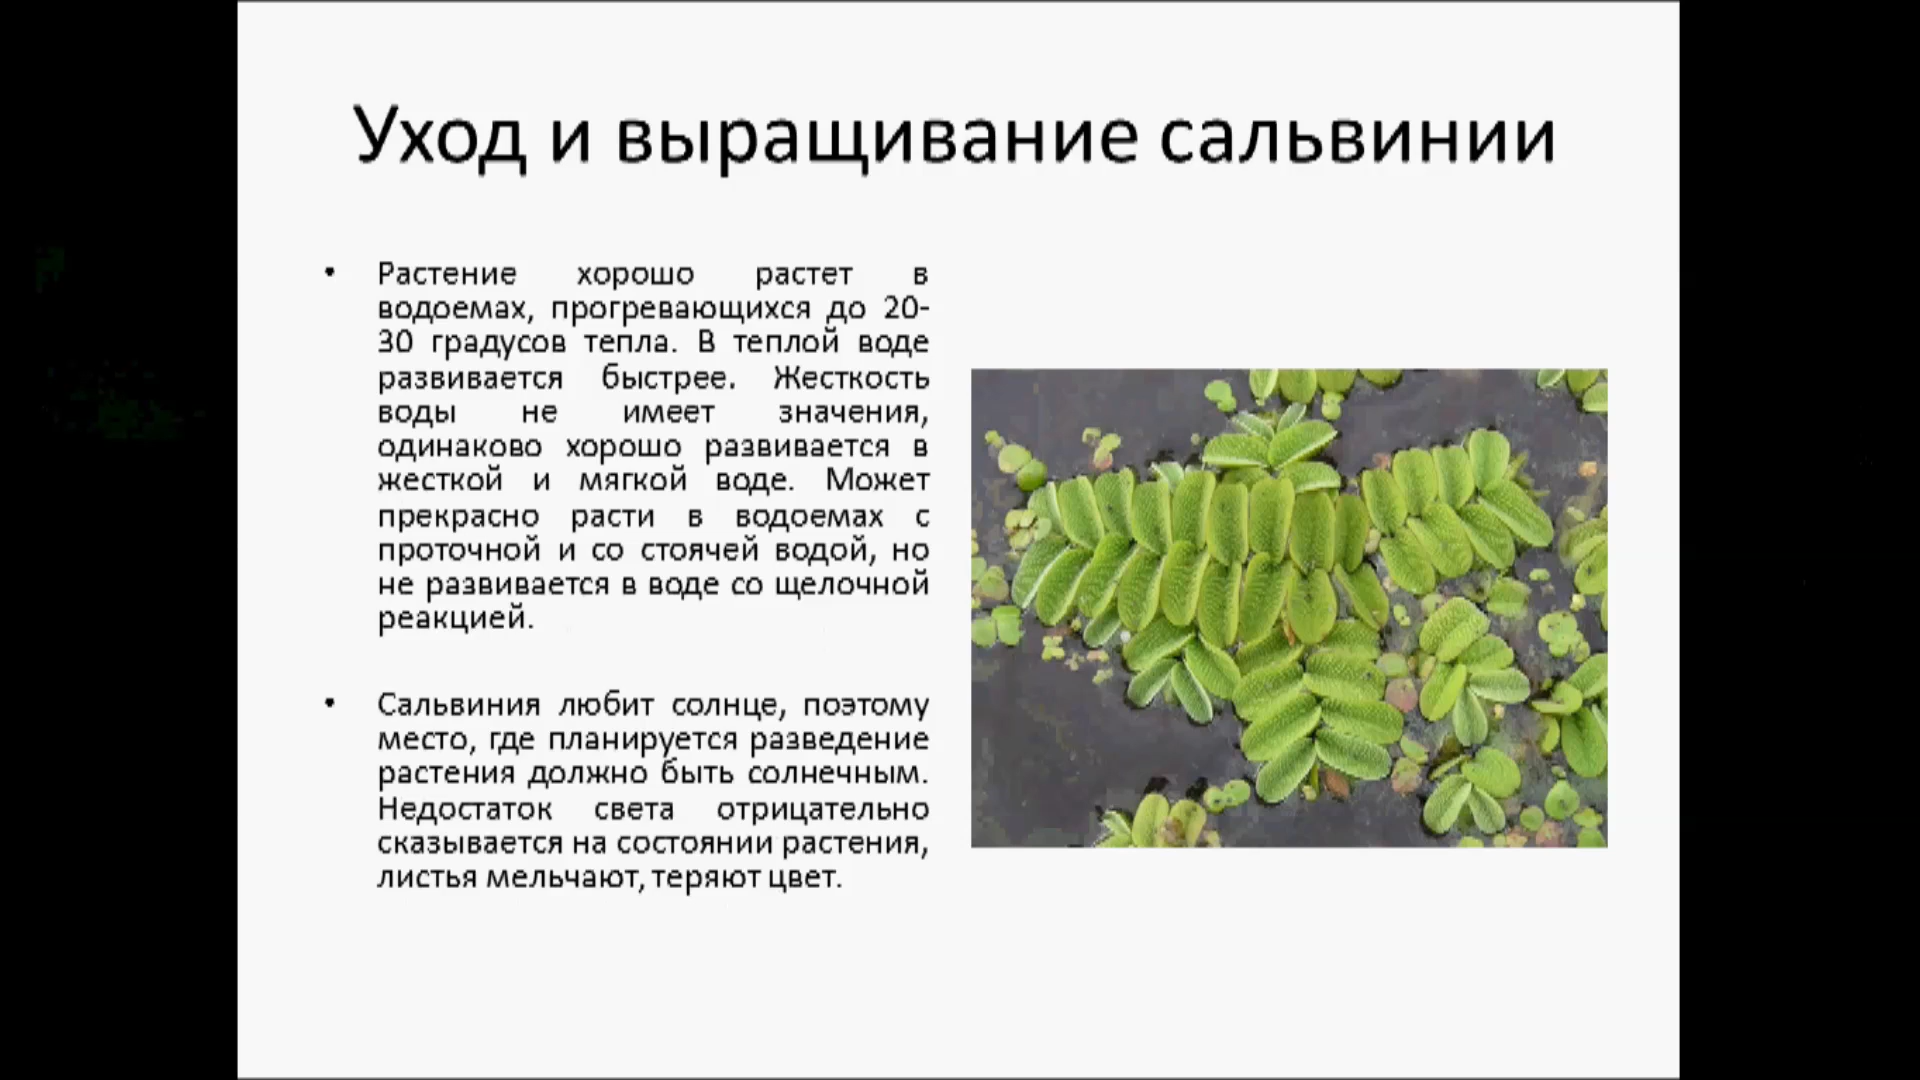 Уход и выращивание сальвинии
• Растение хорошо растет в
водоемах, прогревающихся до 20-
30 градусов тепла. В теплой воде
развивается быстрее. Жесткость
воды не имеет значения,
одинаково хорошо развивается в
жесткой и мягкой воде. Может
прекрасно расти в водоемах с
проточной и со стоячей водой, но
не развивается в воде со щелочной
реакцией.
• Сальвиния любит солнце, поэтому
место, где планируется разведение
растения должно быть солнечным.
Недостаток света отрицательно
сказывается на состоянии растения,
листья мельчают, теряют цвет.